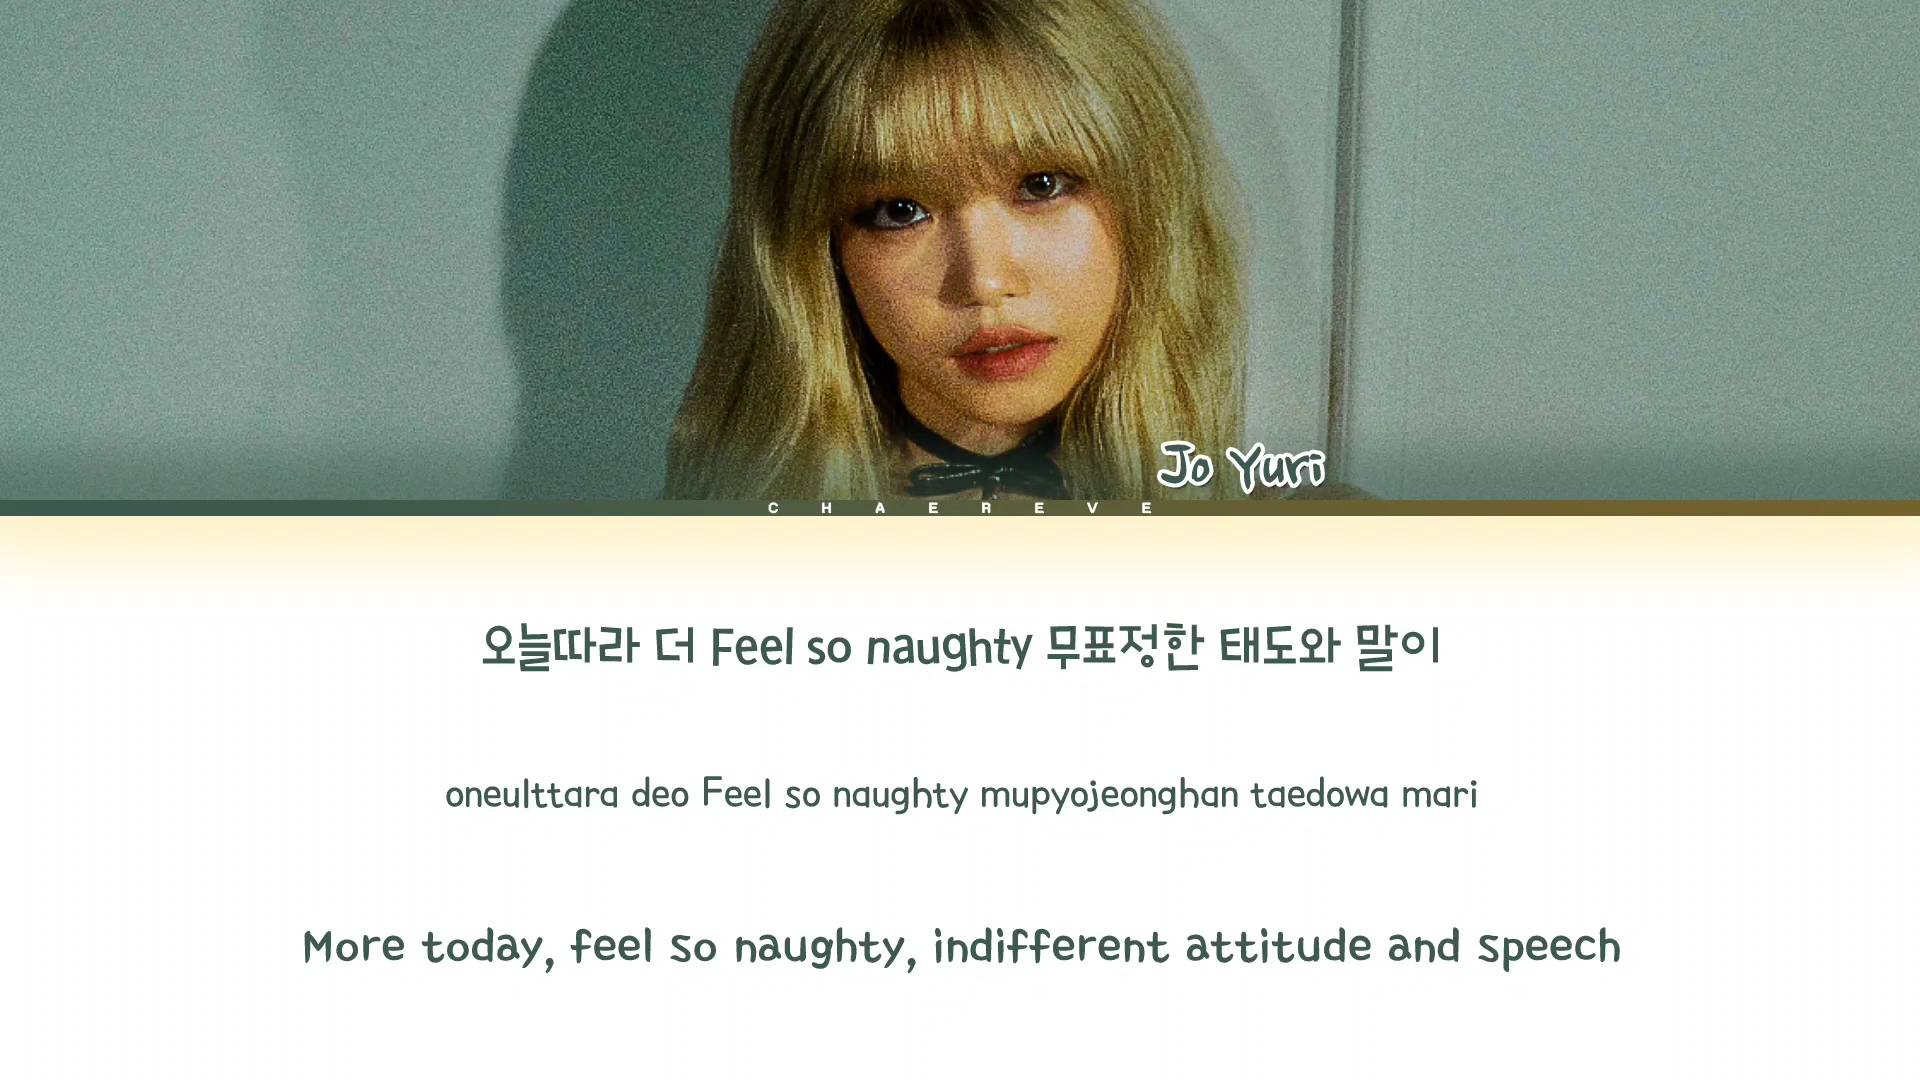 Jo Yuri
CHAEREVE
오늘따라 더 Feel so naughty 무표정한 태도와 말이
oneulttara deo Feel so naughty mupyojeonghan taedowa mari
More today, feel so naughty, indifferent attitude and speech